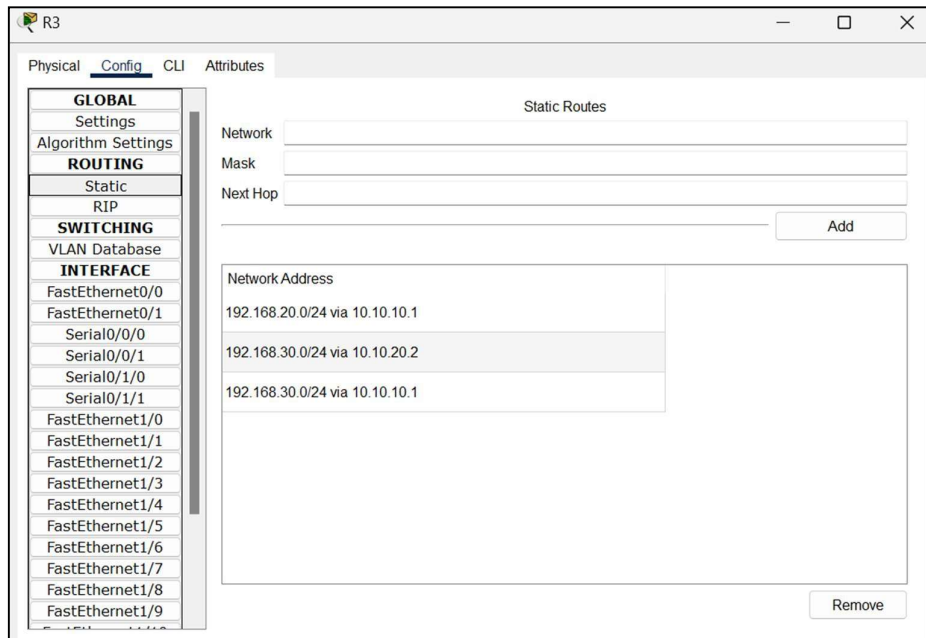 R3
Physical Config CLI Attributes
GLOBAL
Settings
Algorithm Settings
ROUTING
Static
RIP
SWITCHING
VLAN Database
INTERFACE
FastEthernet0/0
FastEthernet0/1
Serial0/0/0
Serial0/0/1
Serial0/1/0
Serial0/1/1
FastEthernet1/0
FastEthernet1/1
FastEthernet1/2
FastEthernet1/3
FastEthernet1/4
FastEthernet1/5
FastEthernet1/6
FastEthernet1/7
FastEthernet1/8
FastEthernet1/9
Static Routes
Network
Mask
Next Hop
Add
Network Address
192.168.20.0/24 via 10.10.10.1
192.168.30.0/24 via 10.10.20.2
192.168.30.0/24 via 10.10.10.1
Remove